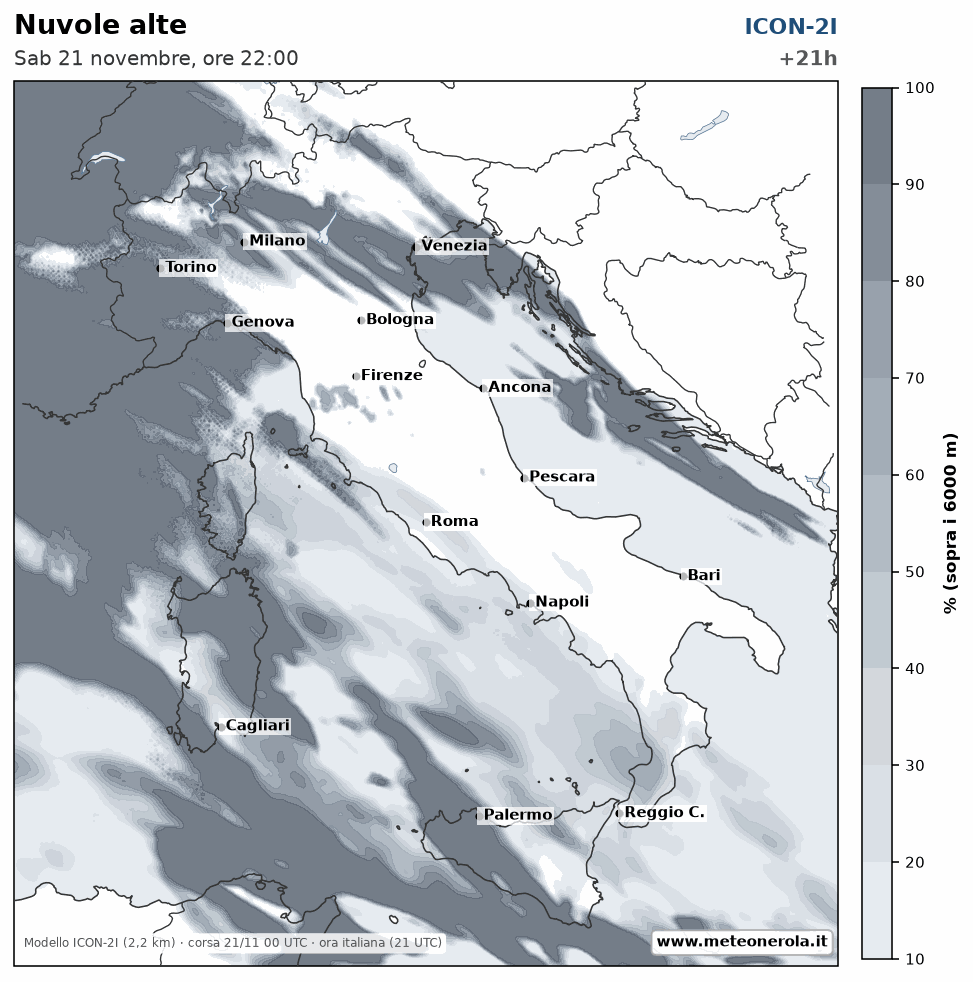 Nuvole alte
ICON-2I
Sab 21 novembre, ore 22:00
+21h
100
90
80
70
60
50
40
30
20
10
% (sopra i 6000 m)
Milano
Venezia
Torino
Genova
Bologna
Firenze
Ancona
Pescara
Roma
Bari
Napoli
Cagliari
Palermo
Reggio C.
Modello ICON-2I (2,2 km) · corsa 21/11 00 UTC · ora italiana (21 UTC)
www.meteonerola.it